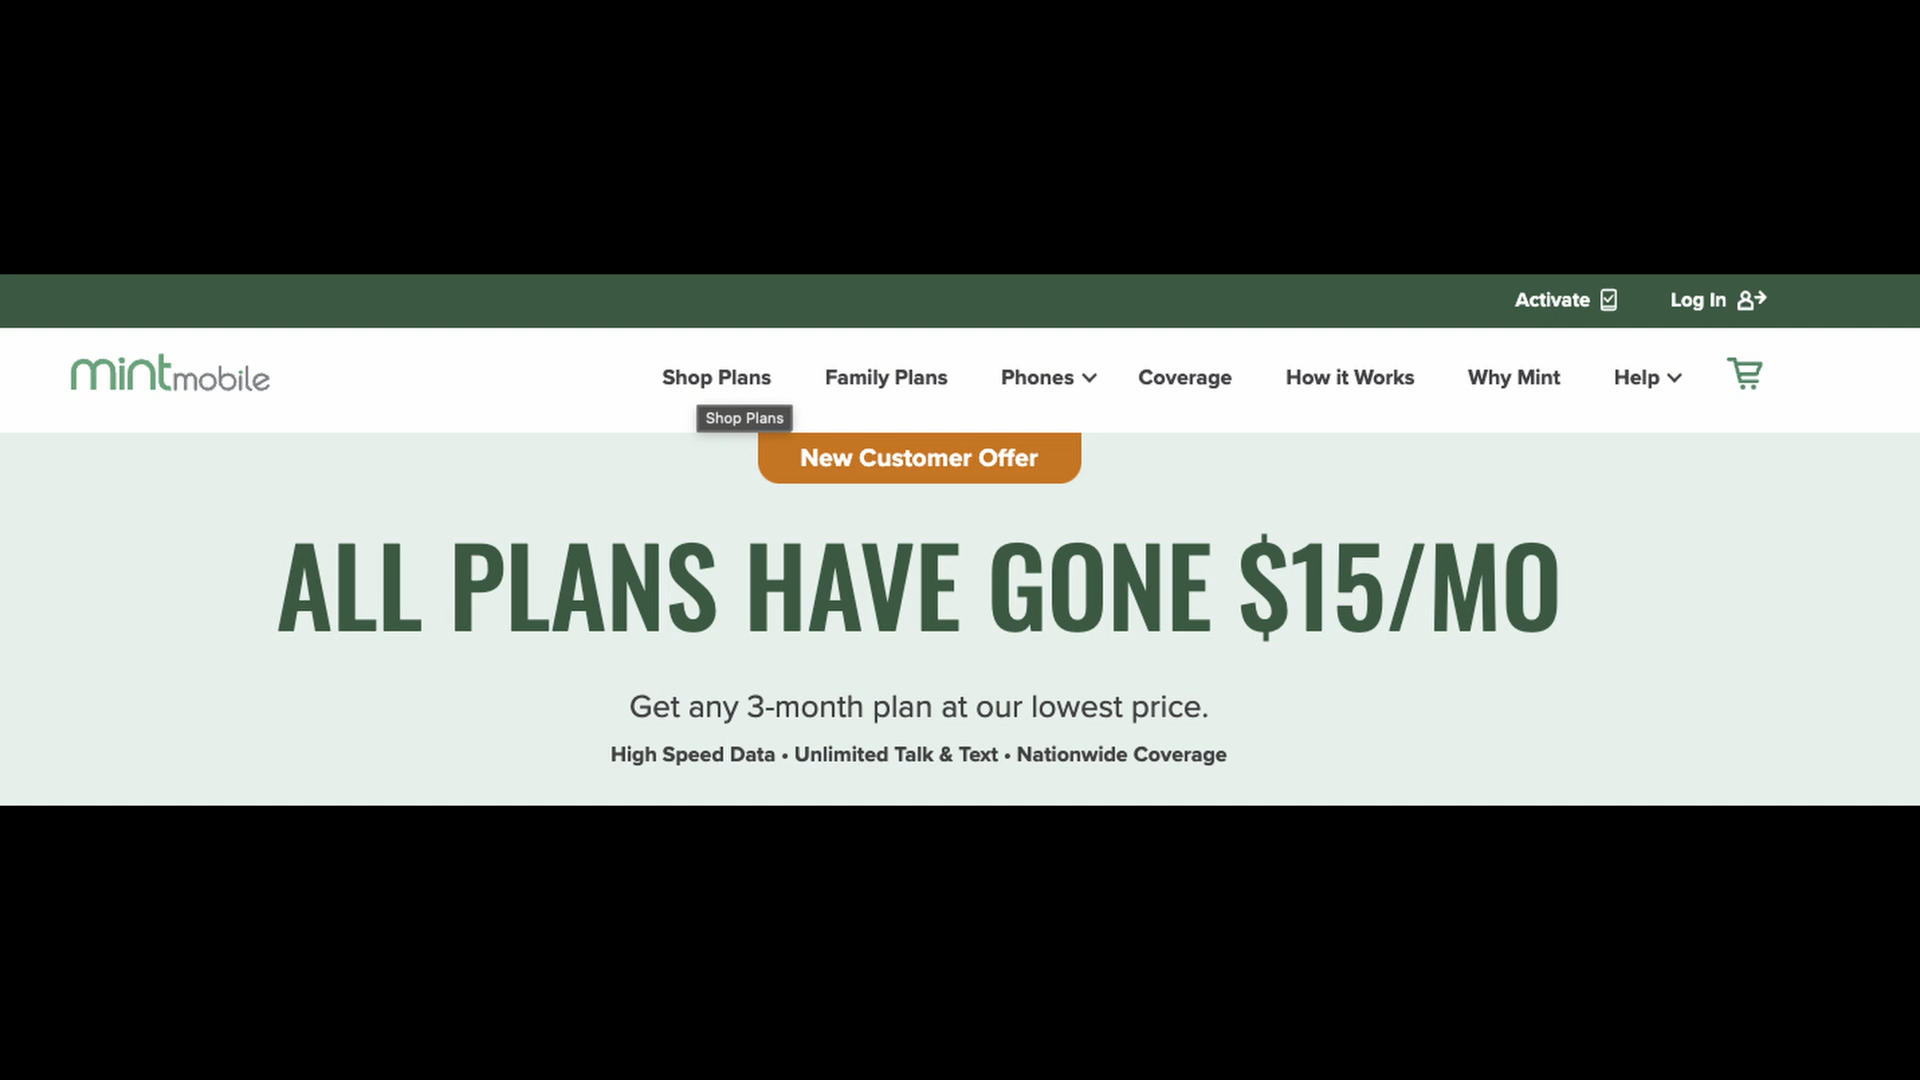 Activate Log In
mintmobile Shop Plans Family Plans Phones Coverage How it Works Why Mint Help
Shop Plans
New Customer Offer
ALL PLANS HAVE GONE $15/MO
Get any 3-month plan at our lowest price.
High Speed Data • Unlimited Talk & Text • Nationwide Coverage